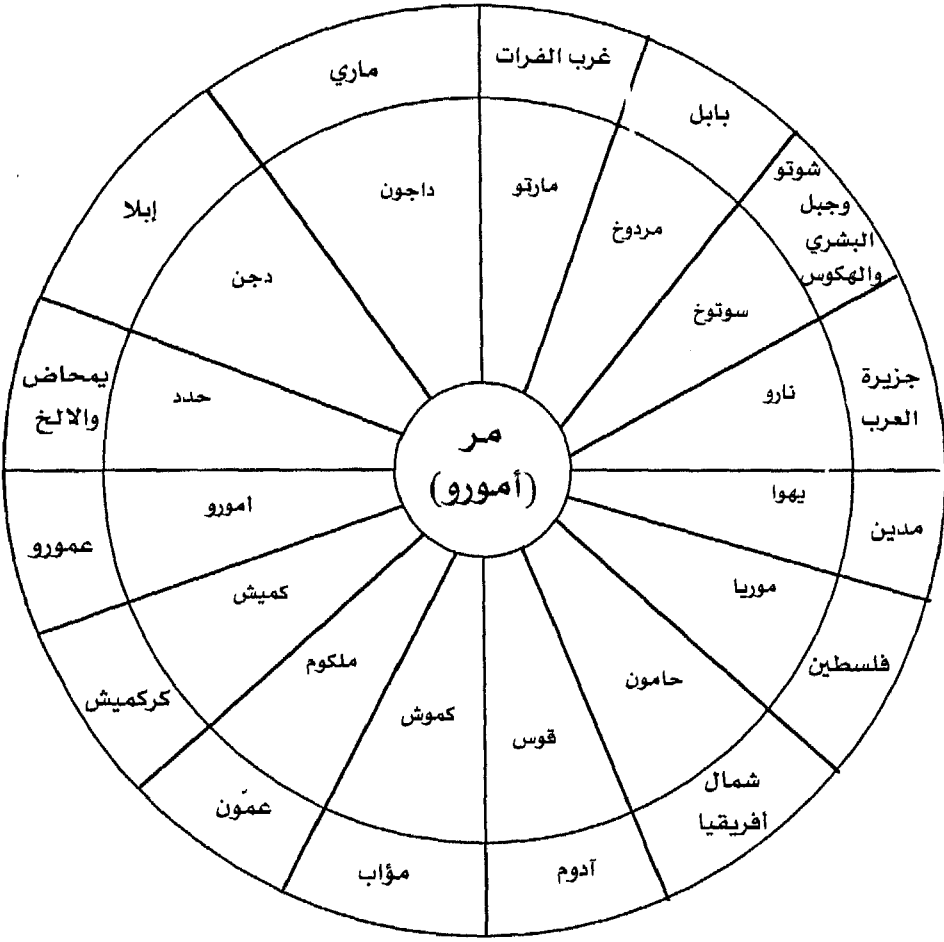 غرب الفرات
مارتو
بابل
مردوخ
شوتو
وجبل
البشري
والهكوس
سوتوخ
جزيرة
العرب
نارو
مدين
يهوا
فلسطين
موريا
شمال
افريقيا
حامون
آدوم
قوس
مؤاب
كموش
عمّون
ملكوم
كركميش
كميش
عمورو
امورو
يمحاض
والالخ
حدد
إبلا
دجن
ماري
داجون
مر
(أمورو)